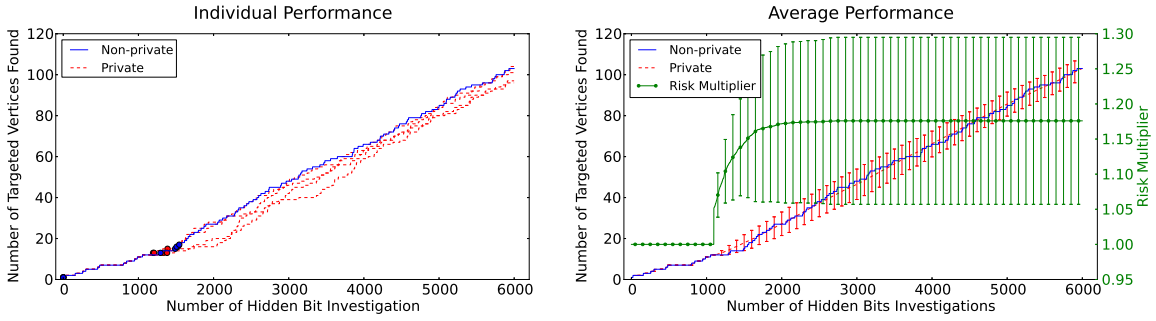 Individual Performance
120
100
80
60
40
20
0
Number of Targeted Vertices Found
Non-private
Private
0 1000 2000 3000 4000 5000 6000
Number of Hidden Bit Investigation
Average Performance
120
100
80
60
40
20
0
Number of Targeted Vertices Found
Non-private
Private
Risk Multiplier
1.30
1.25
1.20
1.15
1.10
1.05
1.00
0.95
Risk Multiplier
0 1000 2000 3000 4000 5000 6000
Number of Hidden Bits Investigations